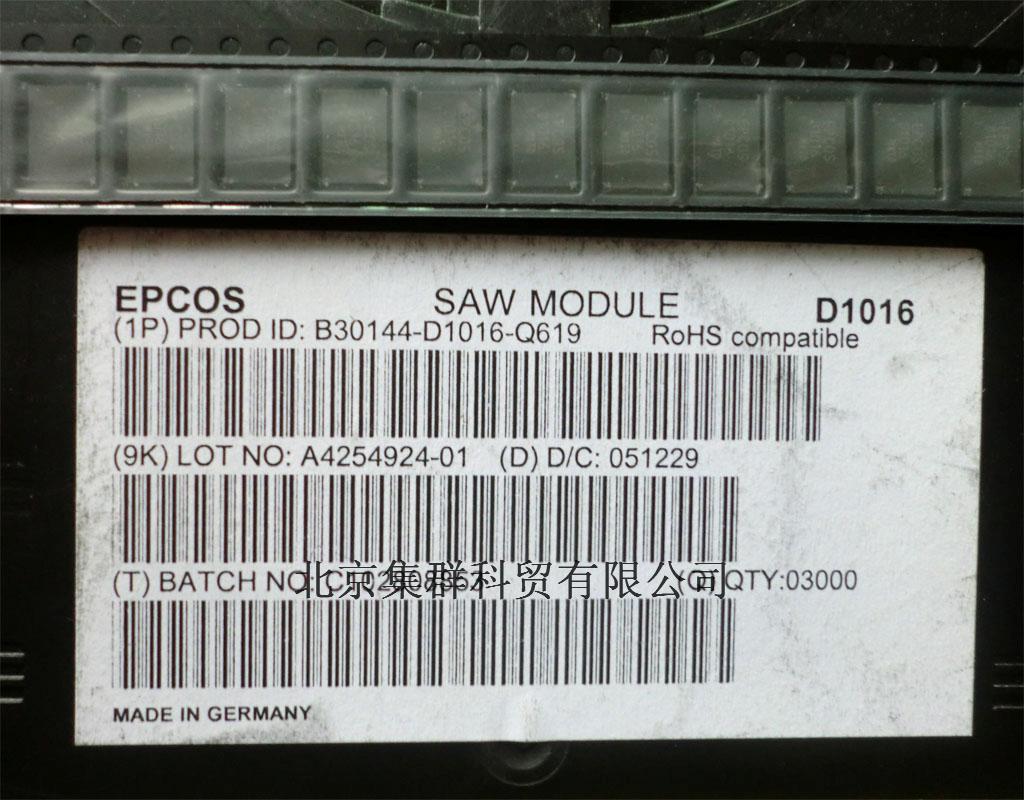 EPCOS SAW MODULE D1016
(1P) PROD ID: B30144-D1016-Q619 RoHS compatible
(9K) LOT NO: A4254924-01 (D) D/C: 051229
(T) BATCH NO: QTY:03000
北京集群科贸有限公司
MADE IN GERMANY